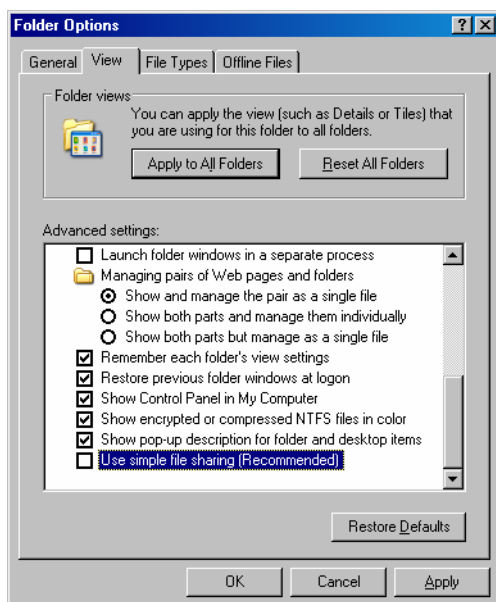 Folder Options
General View File Types Offline Files
Folder views
You can apply the view (such as Details or Tiles) that
you are using for this folder to all folders.
Apply to All Folders Reset All Folders
Advanced settings:
Launch folder windows in a separate process
Managing pairs of Web pages and folders
Show and manage the pair as a single file
Show both parts and manage them individually
Show both parts but manage as a single file
Remember each folder's view settings
Restore previous folder windows at logon
Show Control Panel in My Computer
Show encrypted or compressed NTFS files in color
Show pop-up description for folder and desktop items
Use simple file sharing (Recommended)
Restore Defaults
OK Cancel Apply